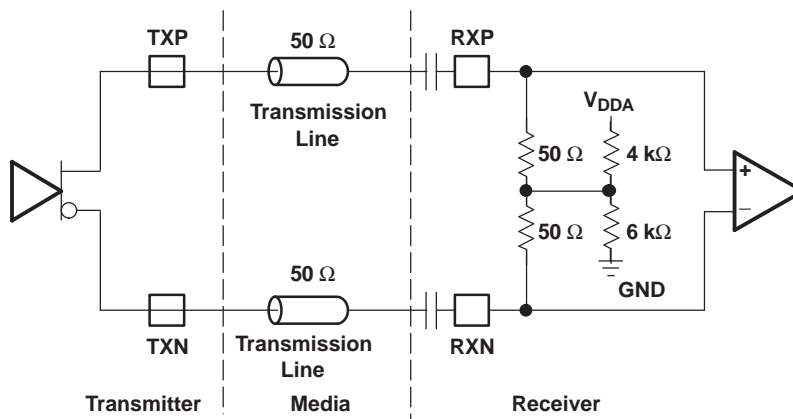 TXP
50 Ω
RXP
Transmission
Line
V_DDA
50 Ω
4 kΩ
+
−
50 Ω
6 kΩ
GND
50 Ω
TXN
Transmission
Line
RXN
Transmitter
Media
Receiver